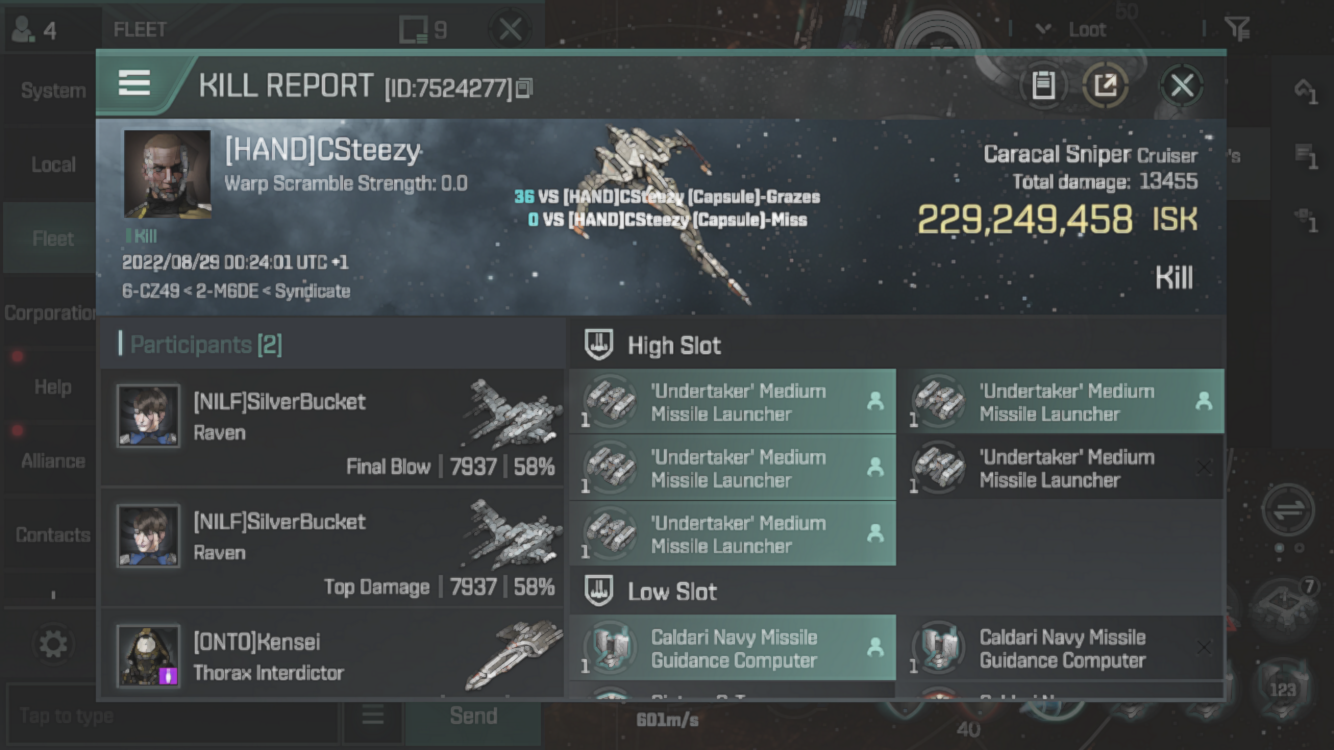 4
FLEET
9
50
Loot
System
Local
Fleet
Corporation
Help
Alliance
Contacts
KILL REPORT [ID:7524277]
[HAND]CSteezy
Warp Scramble Strength: 0.0
Kill
2022/08/29 00:24:01 UTC +1
6-CZ49 < 2-M6DE < Syndicate
36 VS [HAND]CSteezy [Capsule]-Grazes
0 VS [HAND]CSteezy [Capsule]-Miss
Caracal Sniper Cruiser
Total damage: 13455
229,249,458 ISK
Kill
Participants [2]
[NILF]SilverBucket
Raven
Final Blow | 7937 | 58%
[NILF]SilverBucket
Raven
Top Damage | 7937 | 58%
[ONTO]Kensei
Thorax Interdictor
High Slot
'Undertaker' Medium
Missile Launcher
1
'Undertaker' Medium
Missile Launcher
1
'Undertaker' Medium
Missile Launcher
1
'Undertaker' Medium
Missile Launcher
1
'Undertaker' Medium
Missile Launcher
1
Low Slot
Caldari Navy Missile
Guidance Computer
1
Caldari Navy Missile
Guidance Computer
1
's
1
1
1
7
123
Tap to type
Send
601m/s
40